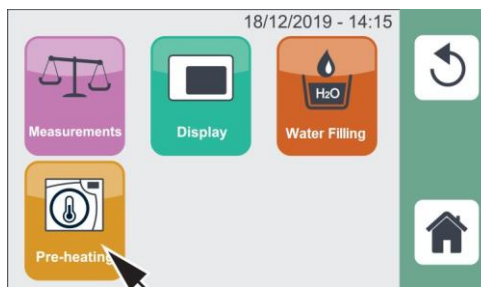 18/12/2019 - 14:15
H2O
Measurements
Display
Water Filling
Pre-heating